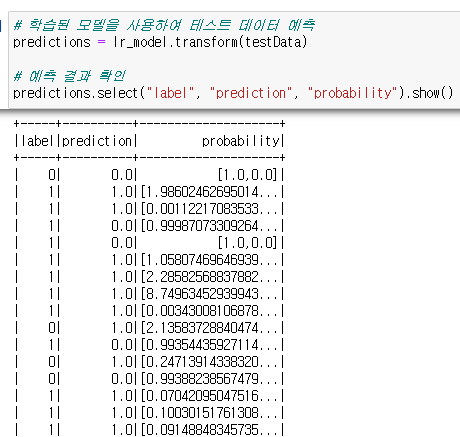 # 학습된 모델을 사용하여 테스트 데이터 예측
predictions = lr_model.transform(testData)
# 예측 결과 확인
predictions.select("label", "prediction", "probability").show()
+-----+----------+--------------------+
|label|prediction|         probability|
+-----+----------+--------------------+
|    0|       0.0|           [1.0,0.0]|
|    1|       1.0|[1.98602462695014...|
|    1|       1.0|[0.00112217083533...|
|    1|       0.0|[0.99987073309264...|
|    1|       0.0|           [1.0,0.0]|
|    1|       1.0|[1.05807469646939...|
|    1|       1.0|[2.28582568837882...|
|    1|       1.0|[8.74963452939943...|
|    1|       1.0|[0.00343008106878...|
|    0|       1.0|[2.13583728840474...|
|    1|       0.0|[0.99354435927114...|
|    0|       1.0|[0.24713914338320...|
|    0|       0.0|[0.99388238567479...|
|    1|       1.0|[0.07042095047516...|
|    1|       1.0|[0.10030151761308...|
|    1|       1.0|[0.09148848345735...|